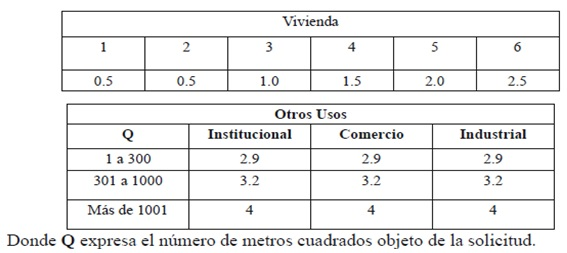 Vivienda
1 2 3 4 5 6
0.5 0.5 1.0 1.5 2.0 2.5
Otros Usos
Q Institucional Comercio Industrial
1 a 300 2.9 2.9 2.9
301 a 1000 3.2 3.2 3.2
Más de 1001 4 4 4
Donde Q expresa el número de metros cuadrados objeto de la solicitud.